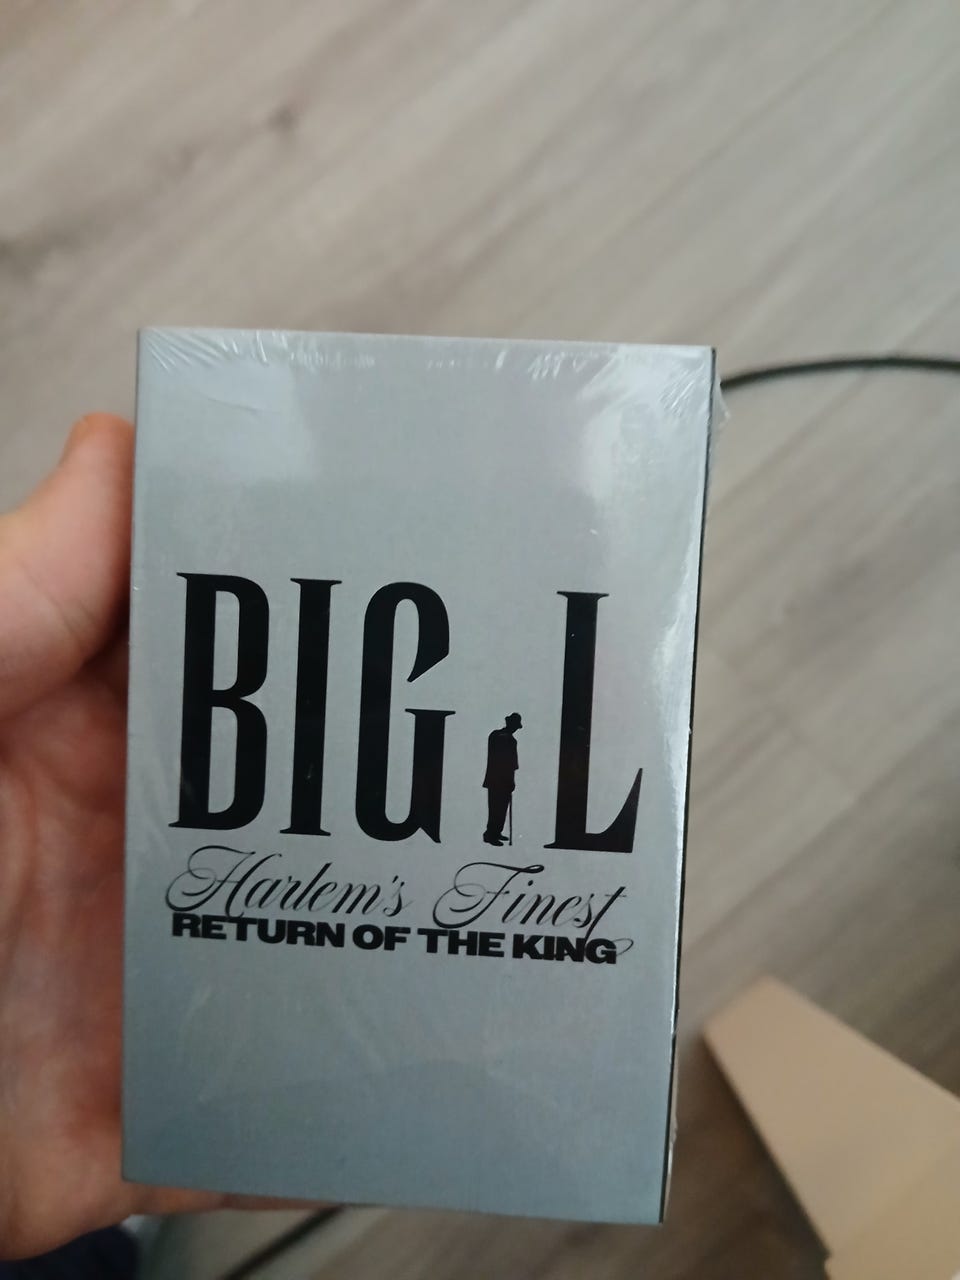 BIG L
Harlem's Finest
RETURN OF THE KING